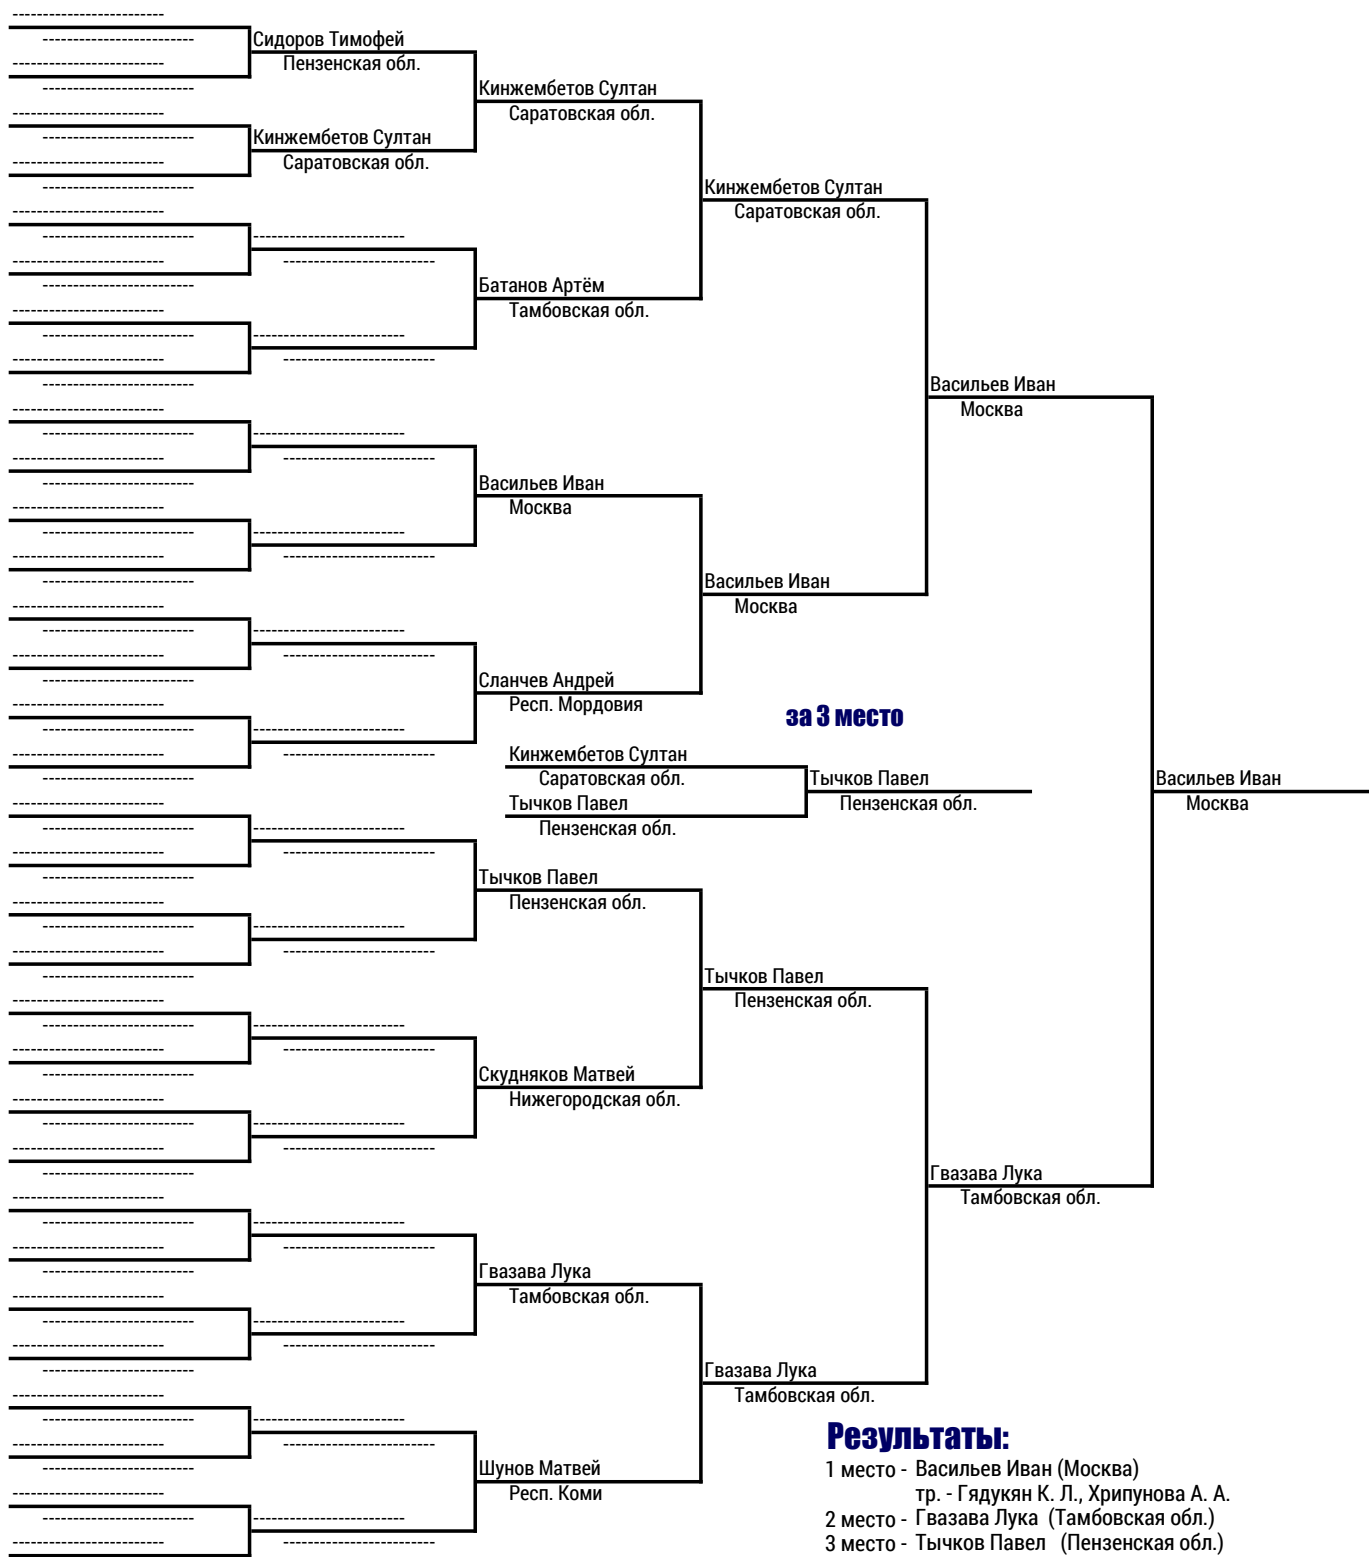 Сидоров Тимофей
Пензенская обл.
Кинжембетов Султан
Саратовская обл.
Кинжембетов Султан
Саратовская обл.
Кинжембетов Султан
Саратовская обл.
Батанов Артём
Тамбовская обл.
Васильев Иван
Москва
Васильев Иван
Москва
Васильев Иван
Москва
Сланчев Андрей
Респ. Мордовия
за 3 место
Кинжембетов Султан
Саратовская обл.
Тычков Павел
Пензенская обл.
Тычков Павел
Пензенская обл.
Васильев Иван
Москва
Тычков Павел
Пензенская обл.
Тычков Павел
Пензенская обл.
Скудняков Матвей
Нижегородская обл.
Гвазава Лука
Тамбовская обл.
Гвазава Лука
Тамбовская обл.
Гвазава Лука
Тамбовская обл.
Шунов Матвей
Респ. Коми
Результаты:
1 место - Васильев Иван (Москва)
тр. - Гядукян К. Л., Хрипунова А. А.
2 место - Гвазава Лука (Тамбовская обл.)
3 место - Тычков Павел (Пензенская обл.)